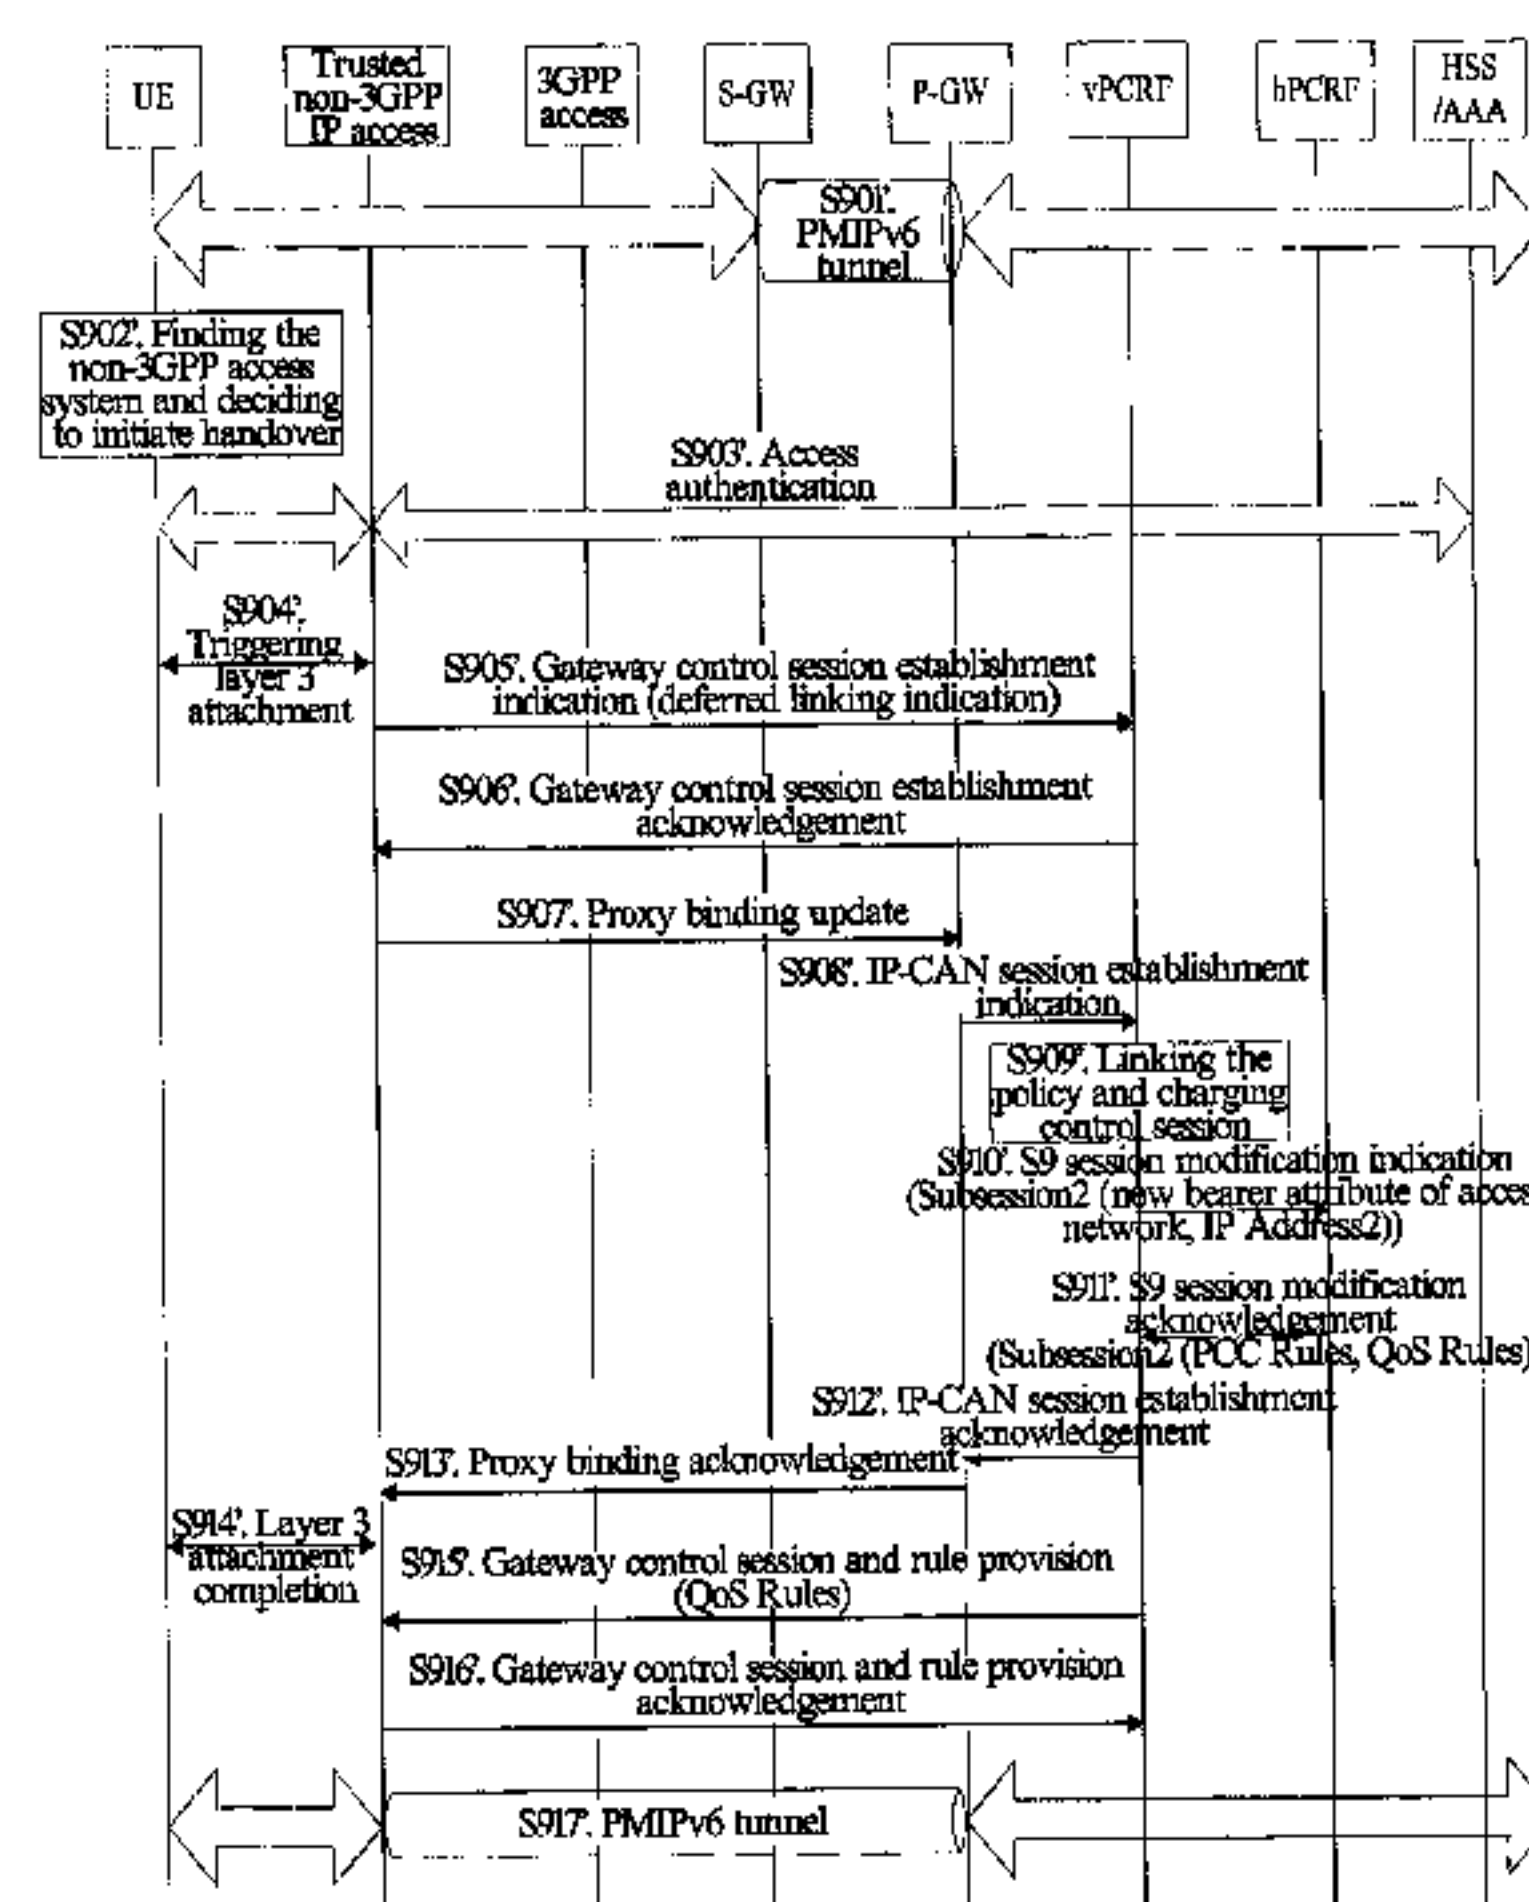 UE
Trusted
non-3GPP
IP access
3GPP
access
S-GW
P-GW
vPCRF
hPCRF
HSS
/AAA
S901'.
PMIPv6
tunnel
S902'. Finding the
non-3GPP access
system and deciding
to initiate handover
S903'. Access
authentication
S904'.
Triggering
layer 3
attachment
S905'. Gateway control session establishment
indication (deferred linking indication)
S906'. Gateway control session establishment
acknowledgement
S907'. Proxy binding update
S908'. IP-CAN session establishment
indication
S909'. Linking the
policy and charging
control session
S910'. S9 session modification indication
(Subsession2 (new bearer attribute of acces
network, IP Address2))
S911'. S9 session modification
acknowledgement
(Subsession2 (PCC Rules, QoS Rules)
S912'. IP-CAN session establishment
acknowledgement
S913'. Proxy binding acknowledgement
S914'. Layer 3
attachment
completion
S915'. Gateway control session and rule provision
(QoS Rules)
S916'. Gateway control session and rule provision
acknowledgement
S917'. PMIPv6 tunnel